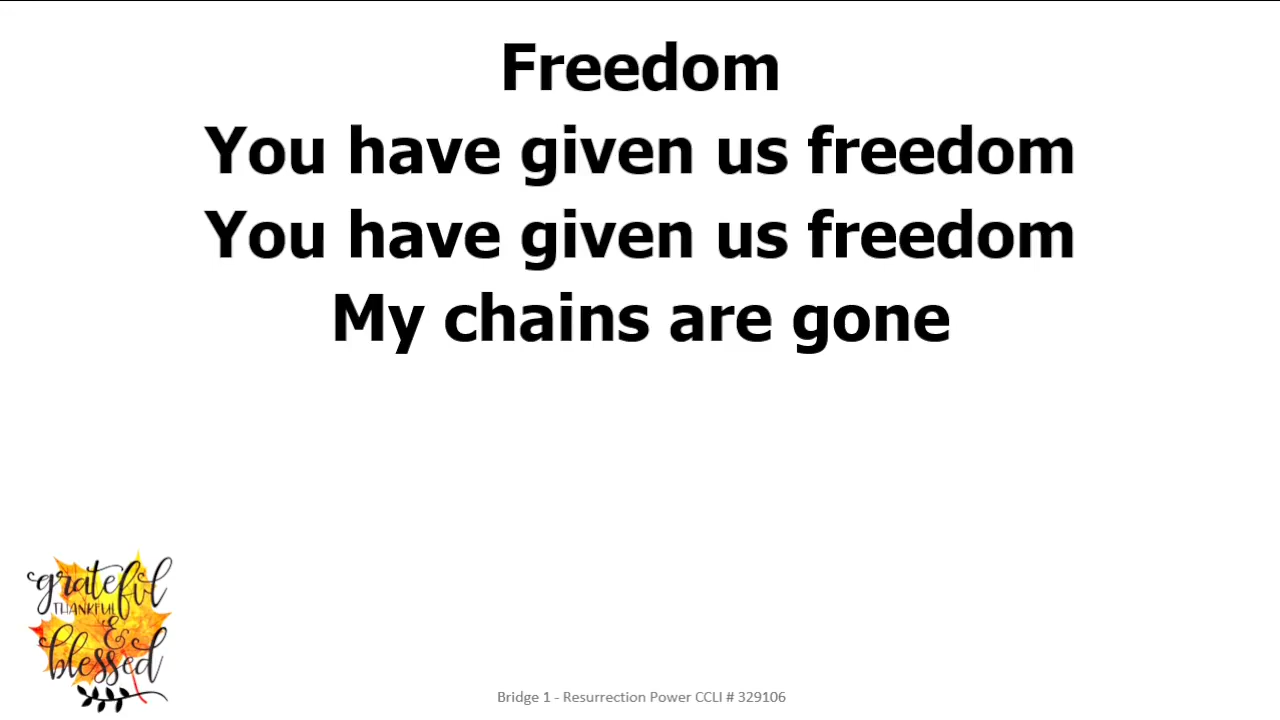 Freedom
You have given us freedom
You have given us freedom
My chains are gone
grateful
THANKFUL
&
blessed
Bridge 1 - Resurrection Power CCLI # 329106